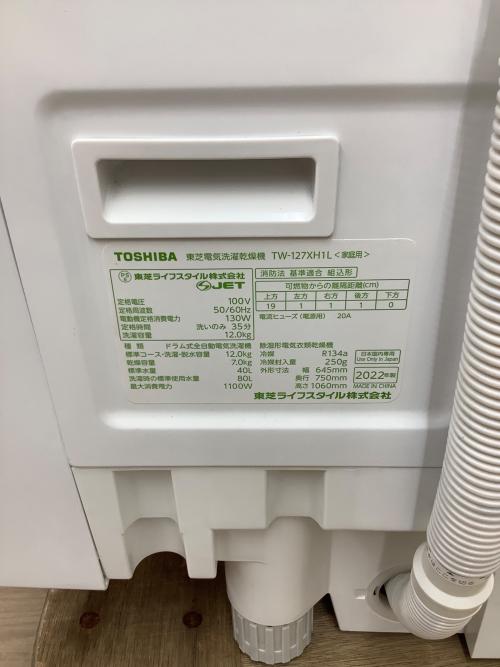 TOSHIBA 東芝電気洗濯乾燥機 TW-127XH1L<家庭用>
PSE 東芝ライフスタイル株式会社
JET
定格電圧 100V
定格周波数 50/60Hz
電動機定格消費電力 130W
定格時間 洗いのみ 35分
洗濯容量 12.0kg
消防法 基準適合 組込形
可燃物からの離隔距離(cm)
上方 左方 右方 後方 下方
19 1 1 1 0
電流ヒューズ(電源用) 20A
種類 ドラム式全自動電気洗濯機
標準コース・洗濯・脱水容量 12.0kg
乾燥容量 7.0kg
標準水量 40L
洗濯時の標準使用水量 80L
最大消費電力 1100W
除湿形電気衣類乾燥機
冷媒 R134a
冷媒封入量 250g
外形寸法 幅 645mm
奥行 750mm
高さ 1060mm
日本国内専用
Use Only in Japan
2022年製
MADE IN CHINA
東芝ライフスタイル株式会社